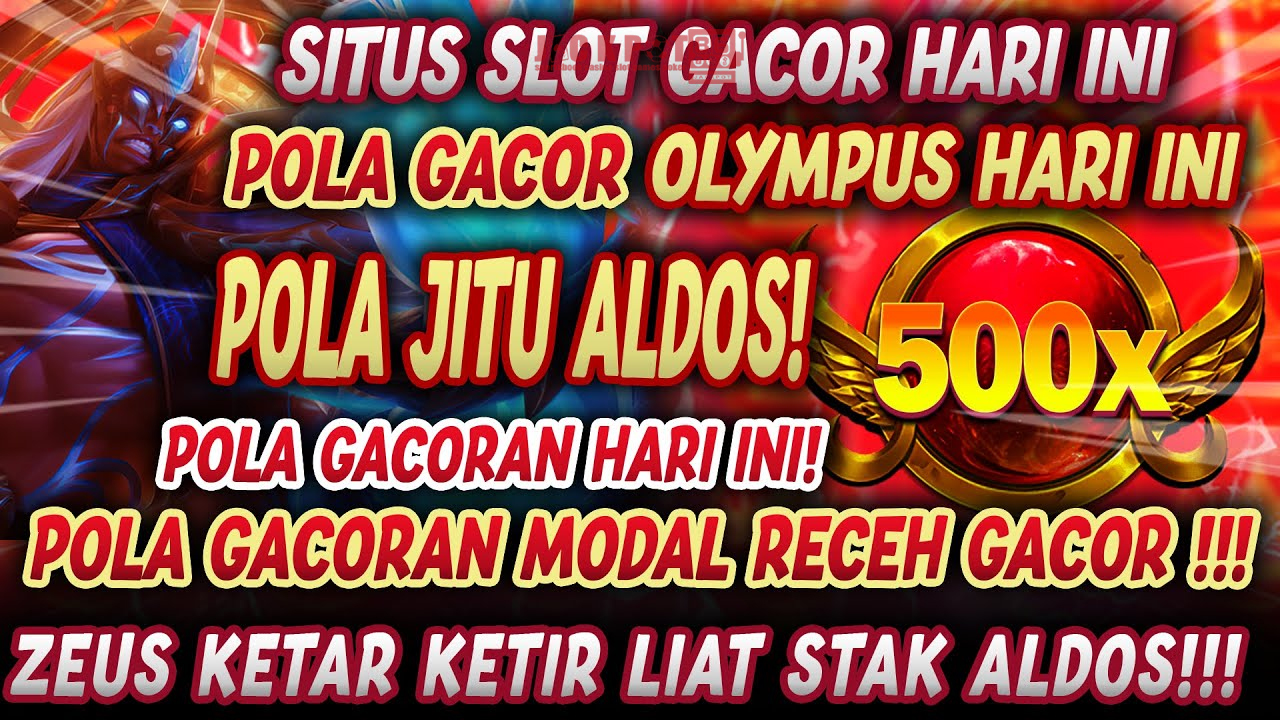 SITUS SLOT GACOR HARI INI
POLA GACOR OLYMPUS HARI INI
POLA JITU ALDOS!
500x
POLA GACORAN HARI INI!
POLA GACORAN MODAL RECEH GACOR !!!
ZEUS KETAR KETIR LIAT STAK ALDOS!!!